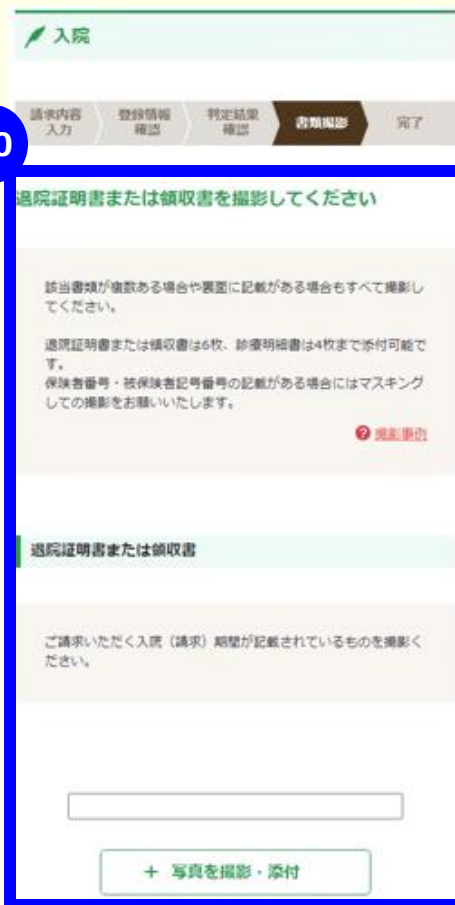 入院
請求内容
入力
登録情報
確認
判定結果
確認
書類撮影
完了
0
退院証明書または領収書を撮影してください
該当書類が複数ある場合や裏面に記載がある場合もすべて撮影し
てください。
退院証明書または領収書は6枚、診療明細書は4枚まで添付可能で
す。
保険者番号・被保険者記号番号の記載がある場合にはマスキング
しての撮影をお願いいたします。
? 撮影事例
退院証明書または領収書
ご請求いただく入院（請求）期間が記載されているものを撮影く
ださい。
+ 写真を撮影・添付